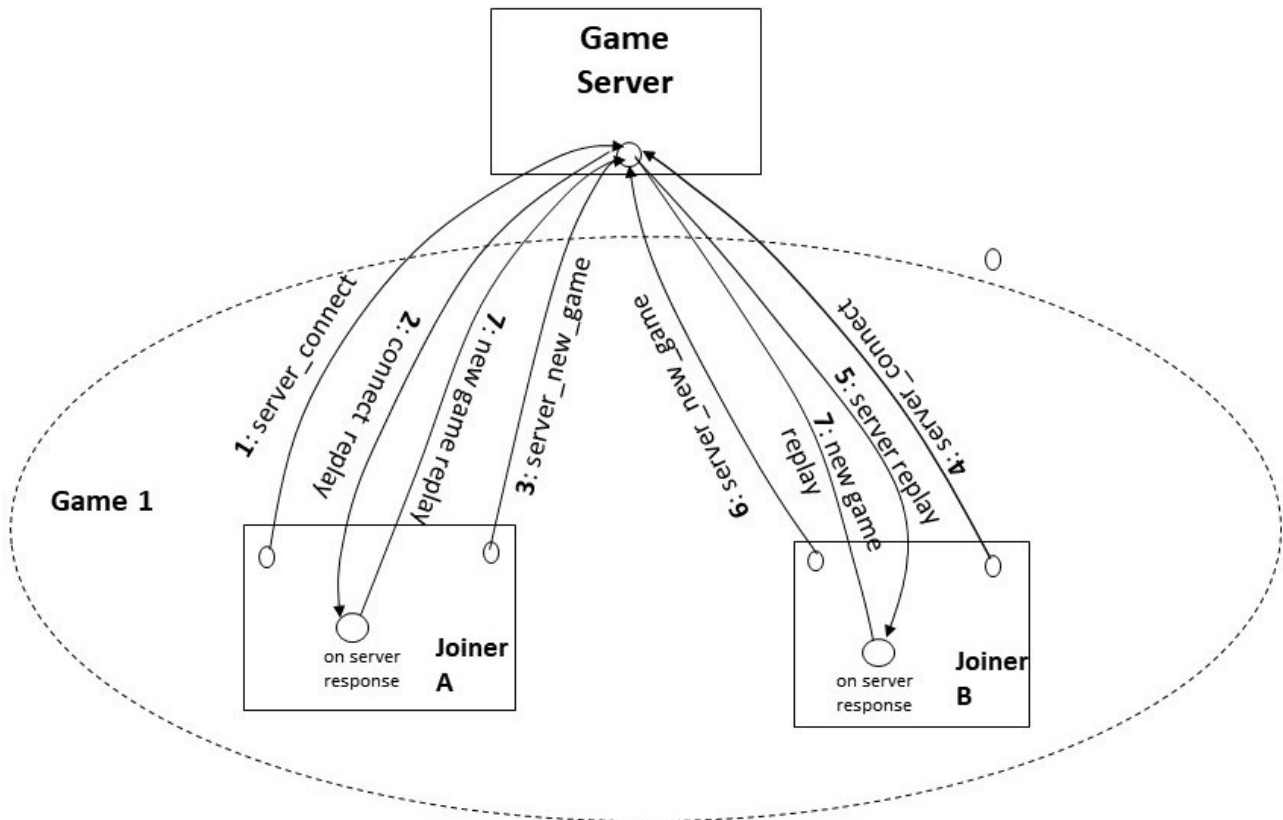 Game
Server
1: server_connect
2: connect replay
7: new game replay
3: server_new_game
6: server_new_game
7: new game
replay
5: server replay
4: server_connect
Game 1
on server
response
Joiner
A
on server
response
Joiner
B